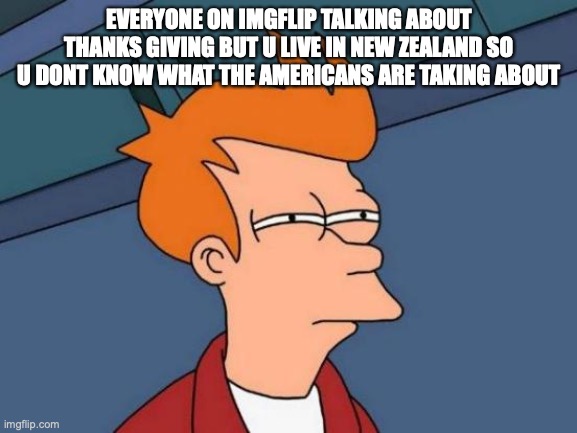 EVERYONE ON IMGFLIP TALKING ABOUT
THANKS GIVING BUT U LIVE IN NEW ZEALAND SO
U DONT KNOW WHAT THE AMERICANS ARE TAKING ABOUT
imgflip.com